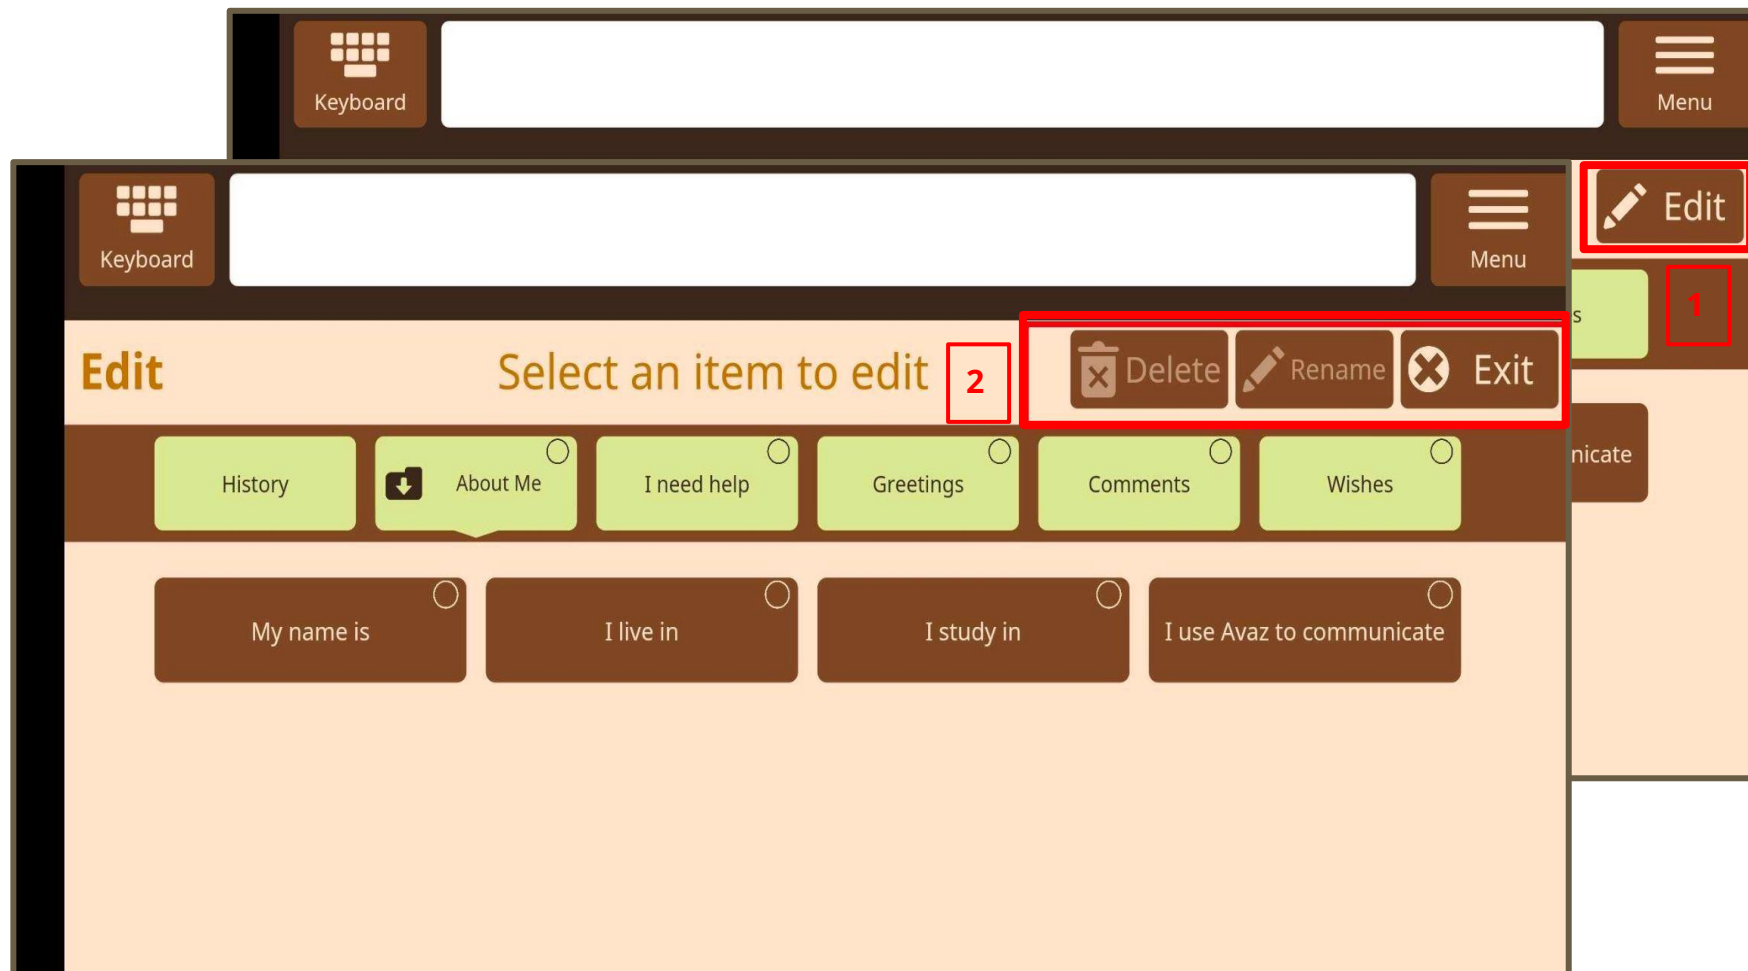 Keyboard
Menu
Edit
1
s
nicate
Keyboard
Menu
Edit
Select an item to edit
2
Delete
Rename
Exit
History
About Me
I need help
Greetings
Comments
Wishes
My name is
I live in
I study in
I use Avaz to communicate